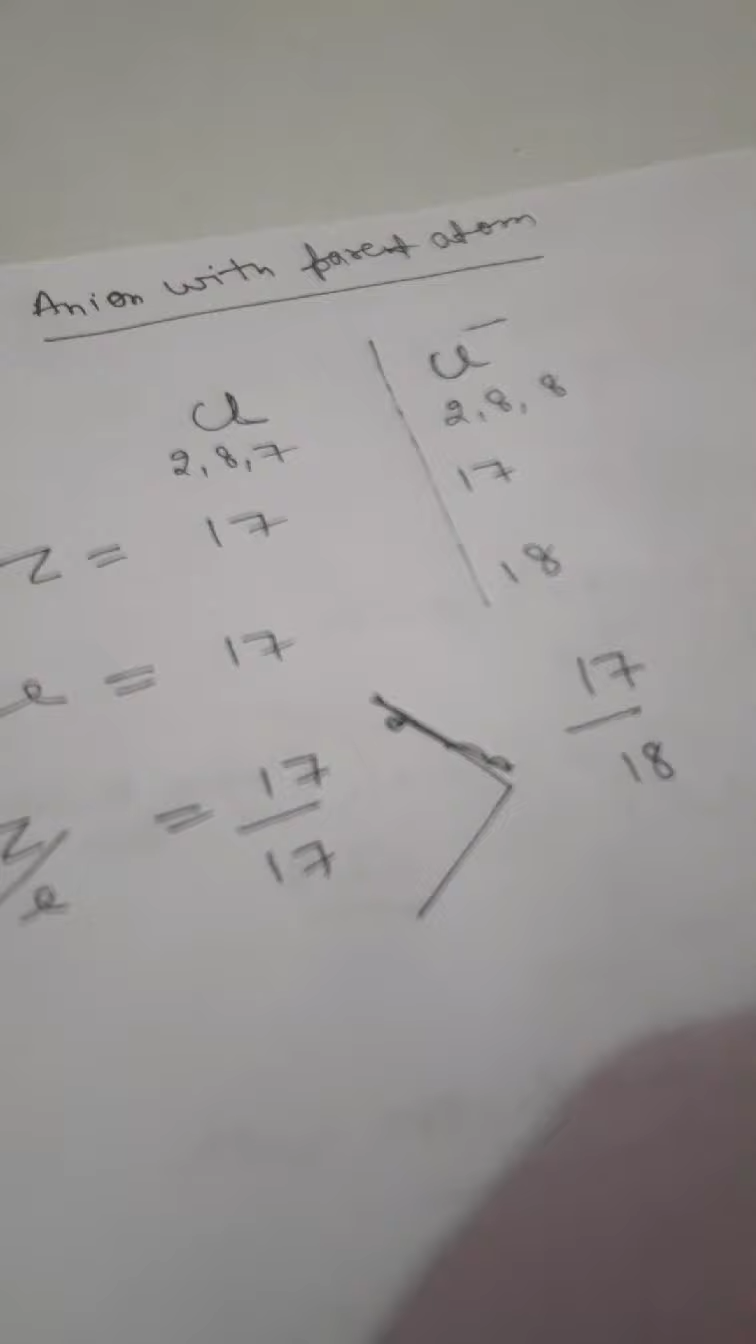 Anion with parent atom
Cl | Cl⁻
2,8,7 | 2,8,8
Z = 17 | 17
e = 17 | 18
Z/e = 17/17 > 17/18